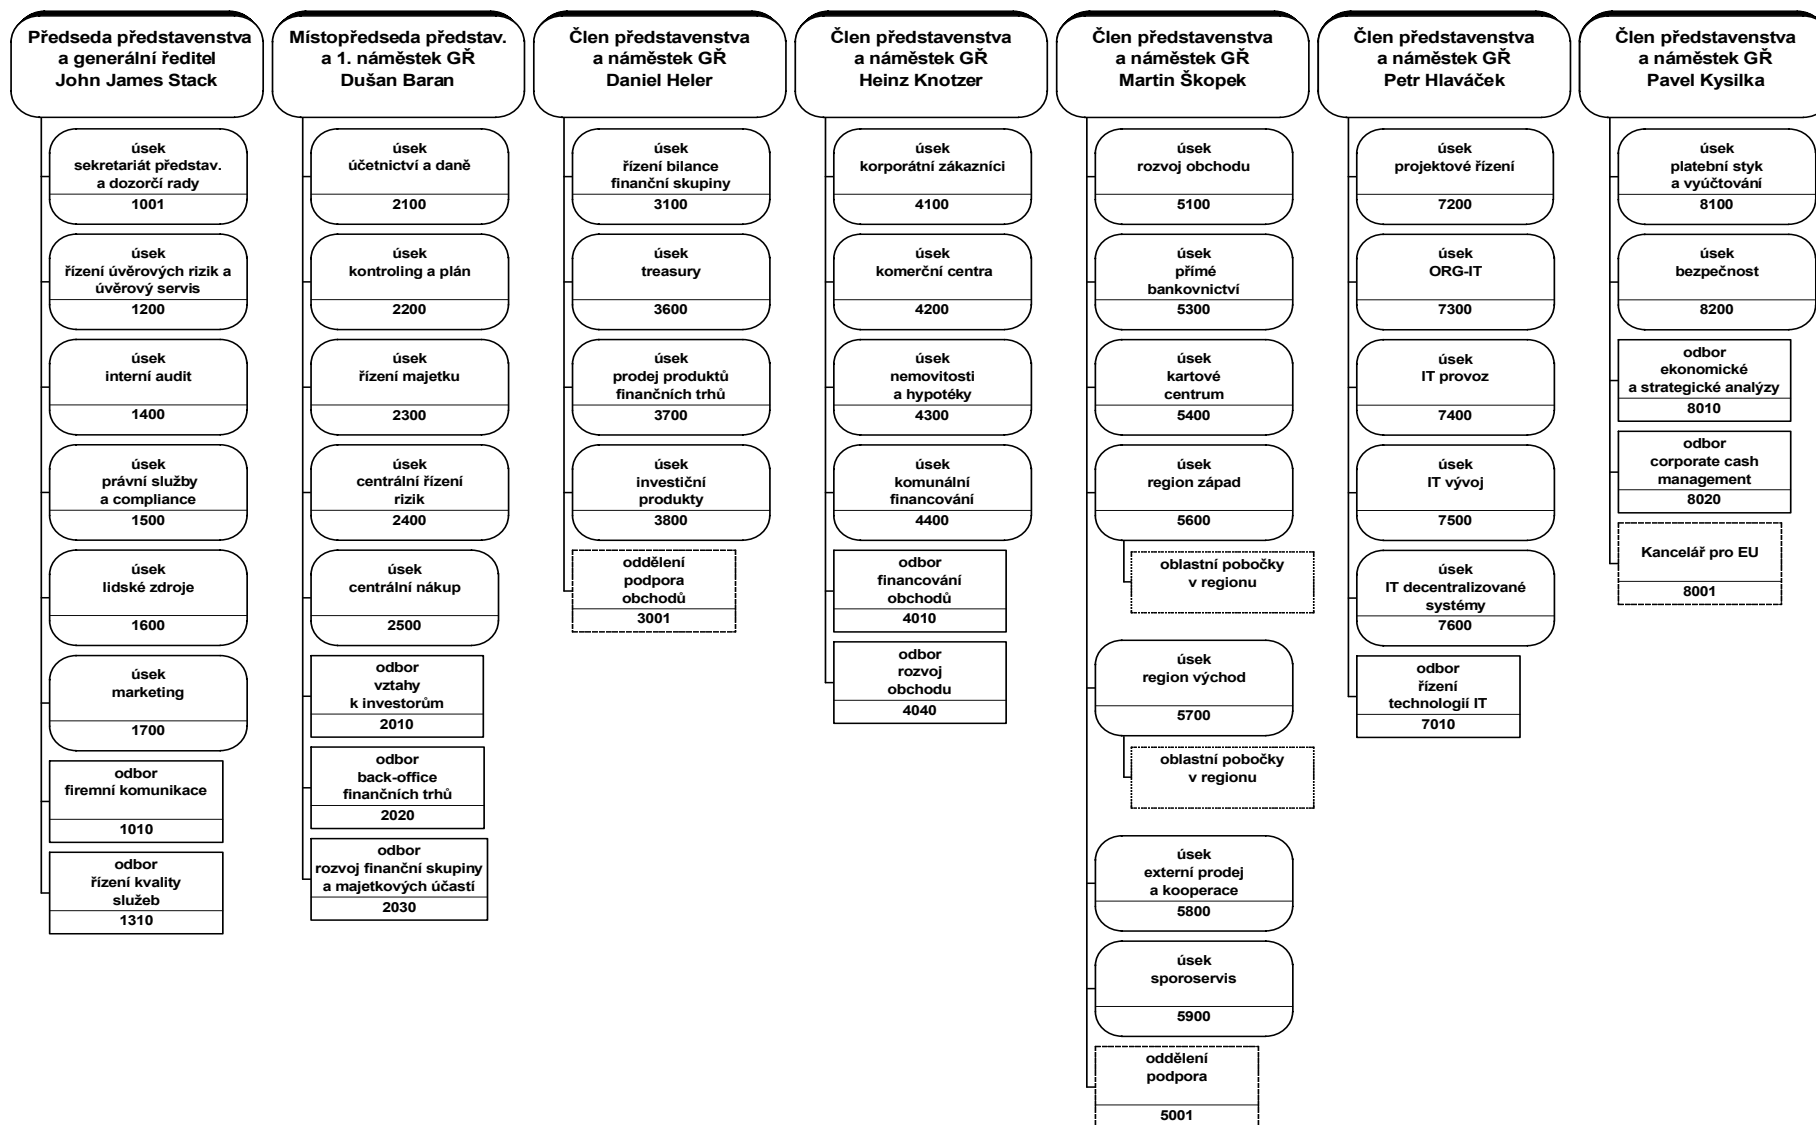 Předseda představenstva
a generální ředitel
John James Stack
úsek
sekretariát představ.
a dozorčí rady
1001
úsek
řízení úvěrových rizik a
úvěrový servis
1200
úsek
interní audit
1400
úsek
právní služby
a compliance
1500
úsek
lidské zdroje
1600
úsek
marketing
1700
odbor
firemní komunikace
1010
odbor
řízení kvality
služeb
1310
Místopředseda představ.
a 1. náměstek GŘ
Dušan Baran
úsek
účetnictví a daně
2100
úsek
kontroling a plán
2200
úsek
řízení majetku
2300
úsek
centrální řízení
rizik
2400
úsek
centrální nákup
2500
odbor
vztahy
k investorům
2010
odbor
back-office
finančních trhů
2020
odbor
rozvoj finanční skupiny
a majetkových účastí
2030
Člen představenstva
a náměstek GŘ
Daniel Heler
úsek
řízení bilance
finanční skupiny
3100
úsek
treasury
3600
úsek
prodej produktů
finančních trhů
3700
úsek
investiční
produkty
3800
oddělení
podpora
obchodů
3001
Člen představenstva
a náměstek GŘ
Heinz Knotzer
úsek
korporátní zákazníci
4100
úsek
komerční centra
4200
úsek
nemovitosti
a hypotéky
4300
úsek
komunální
financování
4400
odbor
financování
obchodů
4010
odbor
rozvoj
obchodu
4040
Člen představenstva
a náměstek GŘ
Martin Škopek
úsek
rozvoj obchodu
5100
úsek
přímé
bankovnictví
5300
úsek
kartové
centrum
5400
úsek
region západ
5600
oblastní pobočky
v regionu
úsek
region východ
5700
oblastní pobočky
v regionu
úsek
externí prodej
a kooperace
5800
úsek
sporoservis
5900
oddělení
podpora
5001
Člen představenstva
a náměstek GŘ
Petr Hlaváček
úsek
projektové řízení
7200
úsek
ORG-IT
7300
úsek
IT provoz
7400
úsek
IT vývoj
7500
úsek
IT decentralizované
systémy
7600
odbor
řízení
technologií IT
7010
Člen představenstva
a náměstek GŘ
Pavel Kysilka
úsek
platební styk
a vyúčtování
8100
úsek
bezpečnost
8200
odbor
ekonomické
a strategické analýzy
8010
odbor
corporate cash
management
8020
Kancelář pro EU
8001